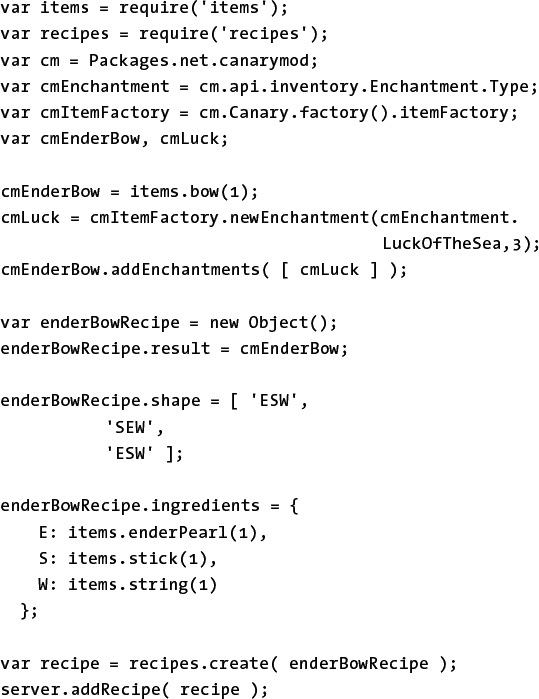 var items = require('items');
var recipes = require('recipes');
var cm = Packages.net.canarymod;
var cmEnchantment = cm.api.inventory.Enchantment.Type;
var cmItemFactory = cm.Canary.factory().itemFactory;
var cmEnderBow, cmLuck;
cmEnderBow = items.bow(1);
cmLuck = cmItemFactory.newEnchantment(cmEnchantment.
LuckOfTheSea,3);
cmEnderBow.addEnchantments( [ cmLuck ] );
var enderBowRecipe = new Object();
enderBowRecipe.result = cmEnderBow;
enderBowRecipe.shape = [ 'ESW',
'SEW',
'ESW' ];
enderBowRecipe.ingredients = {
E: items.enderPearl(1),
S: items.stick(1),
W: items.string(1)
};
var recipe = recipes.create( enderBowRecipe );
server.addRecipe( recipe );